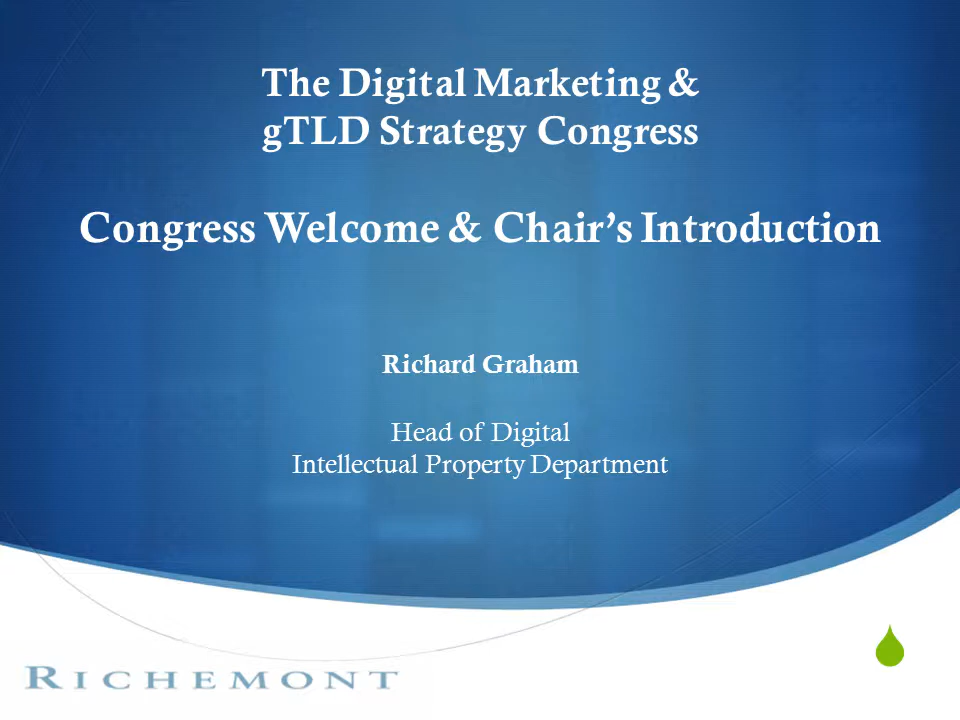 The Digital Marketing &
gTLD Strategy Congress
Congress Welcome & Chair’s Introduction
Richard Graham
Head of Digital
Intellectual Property Department
RICHEMONT